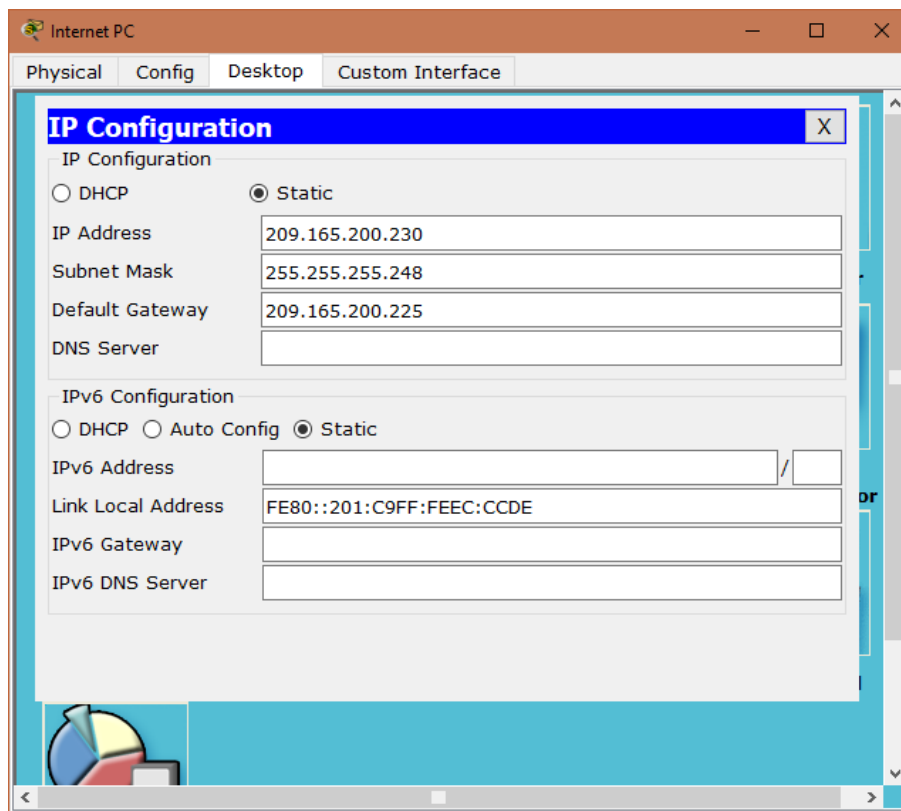 Internet PC
Physical Config Desktop Custom Interface
IP Configuration X
IP Configuration
DHCP Static
IP Address 209.165.200.230
Subnet Mask 255.255.255.248
Default Gateway 209.165.200.225
DNS Server
IPv6 Configuration
DHCP Auto Config Static
IPv6 Address /
Link Local Address FE80::201:C9FF:FEEC:CCDE
or
IPv6 Gateway
IPv6 DNS Server